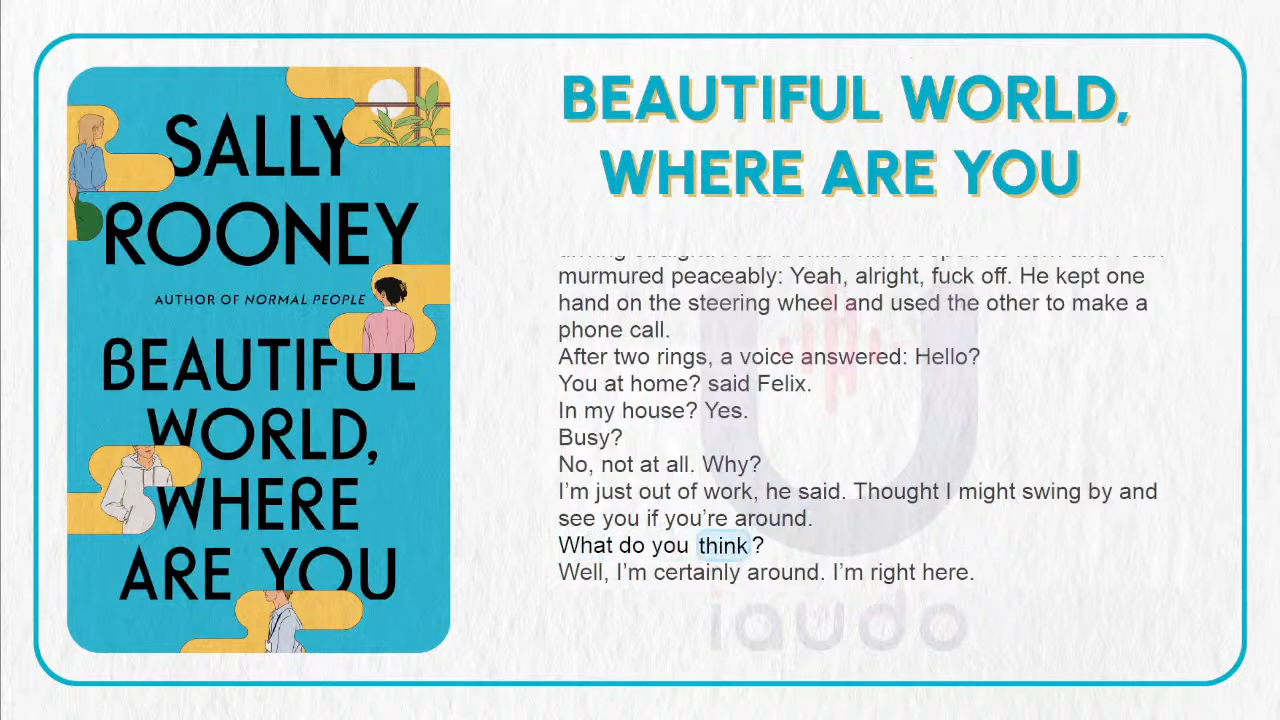 SALLY
ROONEY
AUTHOR OF NORMAL PEOPLE
BEAUTIFUL
WORLD,
WHERE
ARE YOU
BEAUTIFUL WORLD,
WHERE ARE YOU
murmured peaceably: Yeah, alright, fuck off. He kept one
hand on the steering wheel and used the other to make a
phone call.
After two rings, a voice answered: Hello?
You at home? said Felix.
In my house? Yes.
Busy?
No, not at all. Why?
I'm just out of work, he said. Thought I might swing by and
see you if you're around.
What do you think?
Well, I'm certainly around. I'm right here.
iaudo